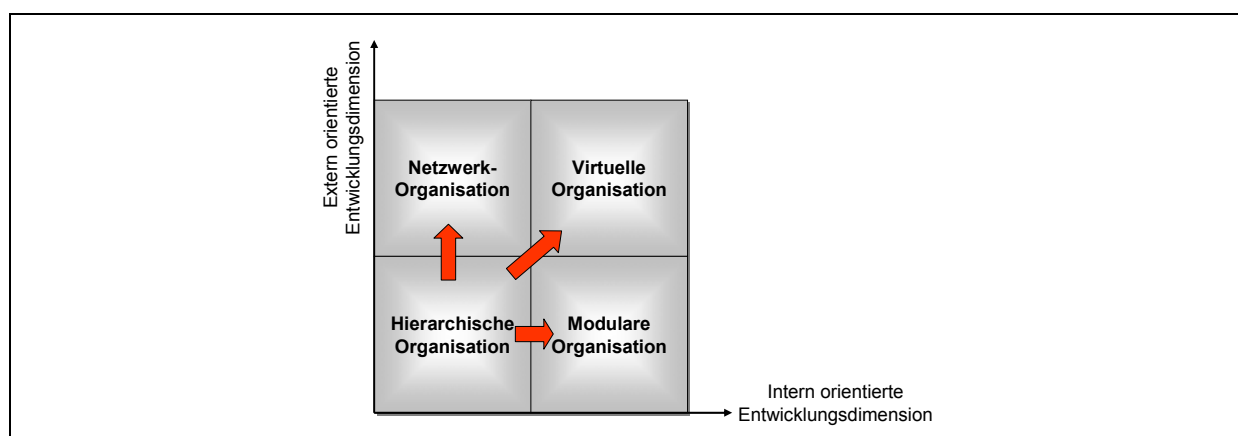 Extern orientierte
Entwicklungsdimension
Netzwerk-
Organisation
Virtuelle
Organisation
Hierarchische
Organisation
Modulare
Organisation
Intern orientierte
Entwicklungsdimension